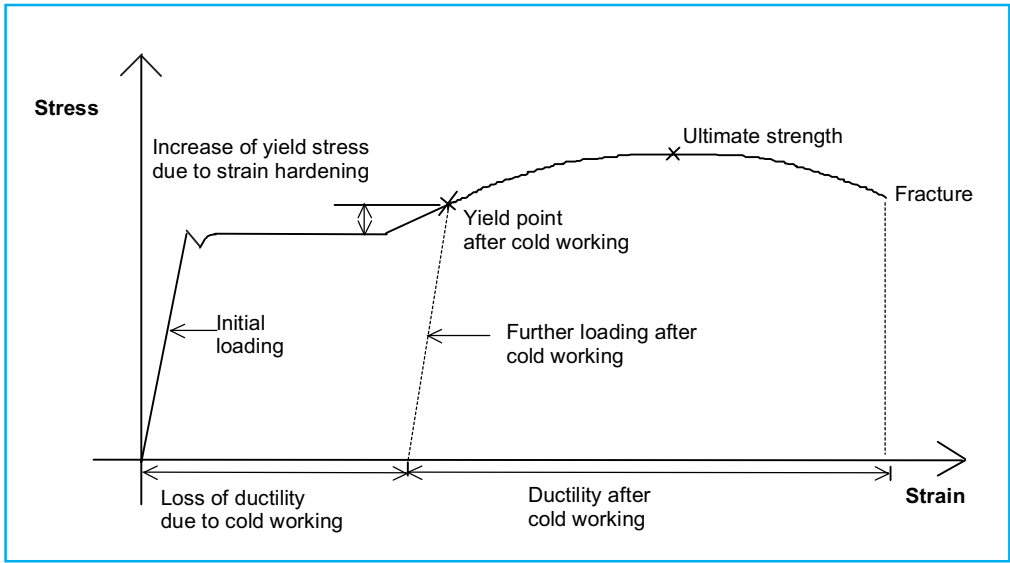 Stress
Increase of yield stress
due to strain hardening
Ultimate strength
Fracture
Yield point
after cold working
Initial
loading
Further loading after
cold working
Loss of ductility
due to cold working
Ductility after
cold working
Strain